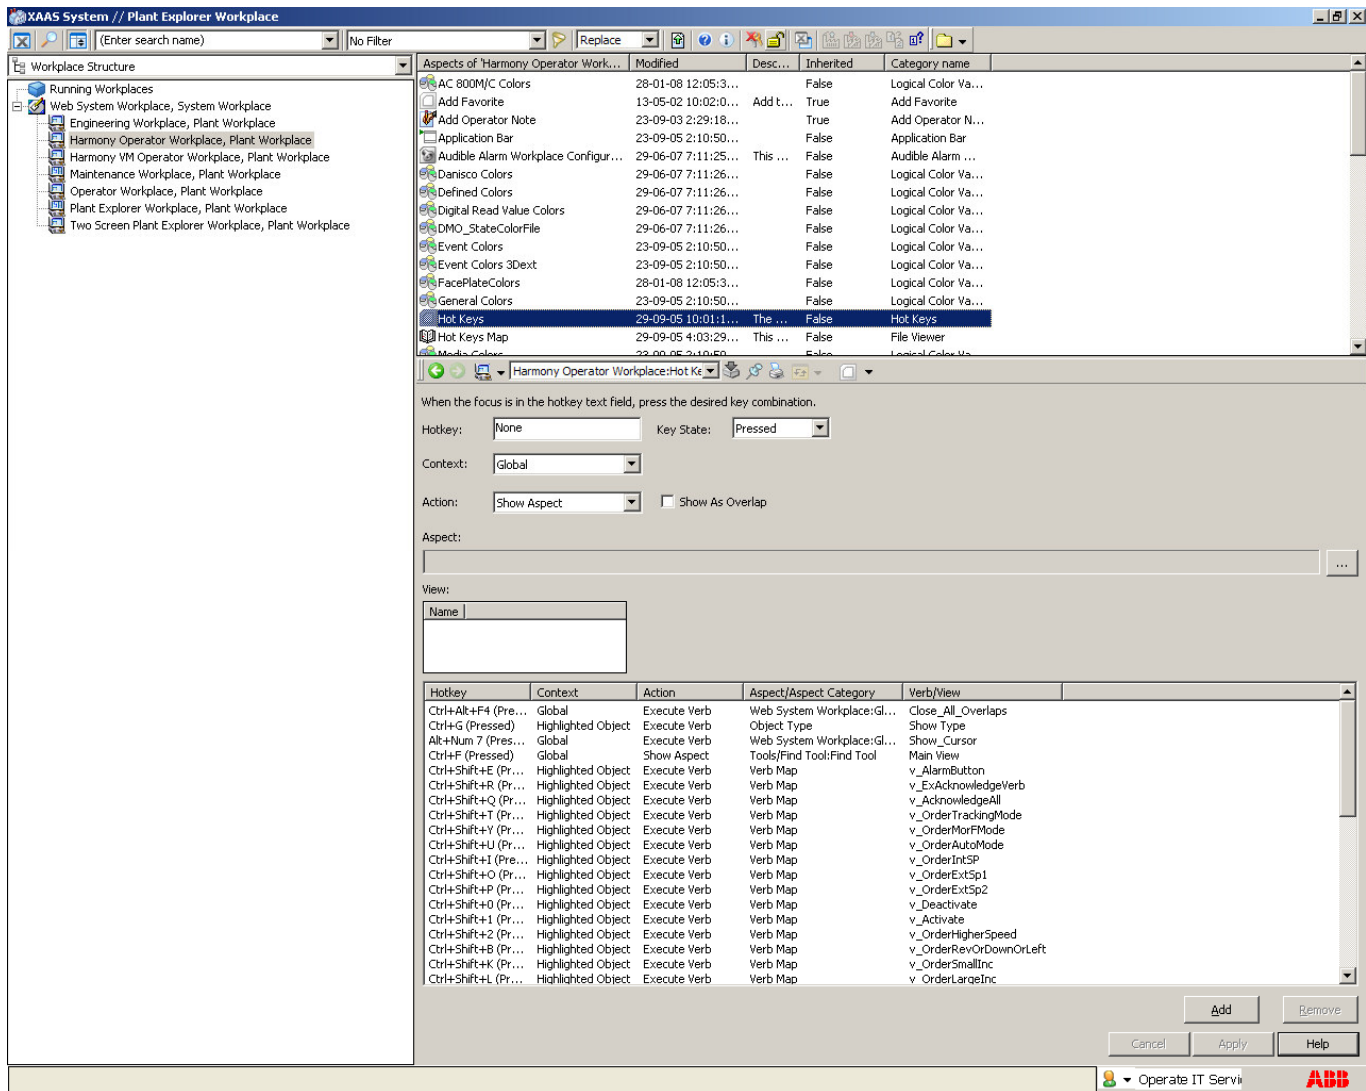 XAAS System // Plant Explorer Workplace
(Enter search name) No Filter Replace
Workplace Structure
Running Workplaces
Web System Workplace, System Workplace
Engineering Workplace, Plant Workplace
Harmony Operator Workplace, Plant Workplace
Harmony VM Operator Workplace, Plant Workplace
Maintenance Workplace, Plant Workplace
Operator Workplace, Plant Workplace
Plant Explorer Workplace, Plant Workplace
Two Screen Plant Explorer Workplace, Plant Workplace
Aspects of 'Harmony Operator Work... Modified Desc... Inherited Category name
AC 800M/C Colors 28-01-08 12:05:3... False Logical Color Va...
Add Favorite 13-05-02 10:02:0... Add t... True Add Favorite
Add Operator Note 23-09-03 2:29:18... True Add Operator N...
Application Bar 23-09-05 2:10:50... False Application Bar
Audible Alarm Workplace Configur... 29-06-07 7:11:25... This ... False Audible Alarm ...
Danisco Colors 29-06-07 7:11:26... False Logical Color Va...
Defined Colors 29-06-07 7:11:26... False Logical Color Va...
Digital Read Value Colors 29-06-07 7:11:26... False Logical Color Va...
DMO_StateColorFile 29-06-07 7:11:26... False Logical Color Va...
Event Colors 23-09-05 2:10:50... False Logical Color Va...
Event Colors 3Dext 23-09-05 2:10:50... False Logical Color Va...
FacePlateColors 28-01-08 12:05:3... False Logical Color Va...
General Colors 23-09-05 2:10:50... False Logical Color Va...
Hot Keys 29-09-05 10:01:1... The ... False Hot Keys
Hot Keys Map 29-09-05 4:03:29... This ... False File Viewer
Media Colors 23-09-05 2:10:50... False Logical Color Va...
Harmony Operator Workplace:Hot Ke
When the focus is in the hotkey text field, press the desired key combination.
Hotkey: None Key State: Pressed
Context: Global
Action: Show Aspect Show As Overlap
Aspect:
...
View:
Name
Hotkey Context Action Aspect/Aspect Category Verb/View
Ctrl+Alt+F4 (Pre... Global Execute Verb Web System Workplace:Gl... Close_All_Overlaps
Ctrl+G (Pressed) Highlighted Object Execute Verb Object Type Show Type
Alt+Num 7 (Pres... Global Execute Verb Web System Workplace:Gl... Show_Cursor
Ctrl+F (Pressed) Global Show Aspect Tools/Find Tool:Find Tool Main View
Ctrl+Shift+E (Pr... Highlighted Object Execute Verb Verb Map v_AlarmButton
Ctrl+Shift+R (Pr... Highlighted Object Execute Verb Verb Map v_ExAcknowledgeVerb
Ctrl+Shift+Q (Pr... Highlighted Object Execute Verb Verb Map v_AcknowledgeAll
Ctrl+Shift+T (Pr... Highlighted Object Execute Verb Verb Map v_OrderTrackingMode
Ctrl+Shift+Y (Pr... Highlighted Object Execute Verb Verb Map v_OrderMorFMode
Ctrl+Shift+U (Pr... Highlighted Object Execute Verb Verb Map v_OrderAutoMode
Ctrl+Shift+I (Pre... Highlighted Object Execute Verb Verb Map v_OrderIntSP
Ctrl+Shift+O (Pr... Highlighted Object Execute Verb Verb Map v_OrderExtSp1
Ctrl+Shift+P (Pr... Highlighted Object Execute Verb Verb Map v_OrderExtSp2
Ctrl+Shift+0 (Pr... Highlighted Object Execute Verb Verb Map v_Deactivate
Ctrl+Shift+1 (Pr... Highlighted Object Execute Verb Verb Map v_Activate
Ctrl+Shift+2 (Pr... Highlighted Object Execute Verb Verb Map v_OrderHigherSpeed
Ctrl+Shift+B (Pr... Highlighted Object Execute Verb Verb Map v_OrderRevOrDownOrLeft
Ctrl+Shift+K (Pr... Highlighted Object Execute Verb Verb Map v_OrderSmallInc
Ctrl+Shift+L (Pr... Highlighted Object Execute Verb Verb Map v_OrderLargeInc
Add Remove
Cancel Apply Help
Operate IT Servi ABB